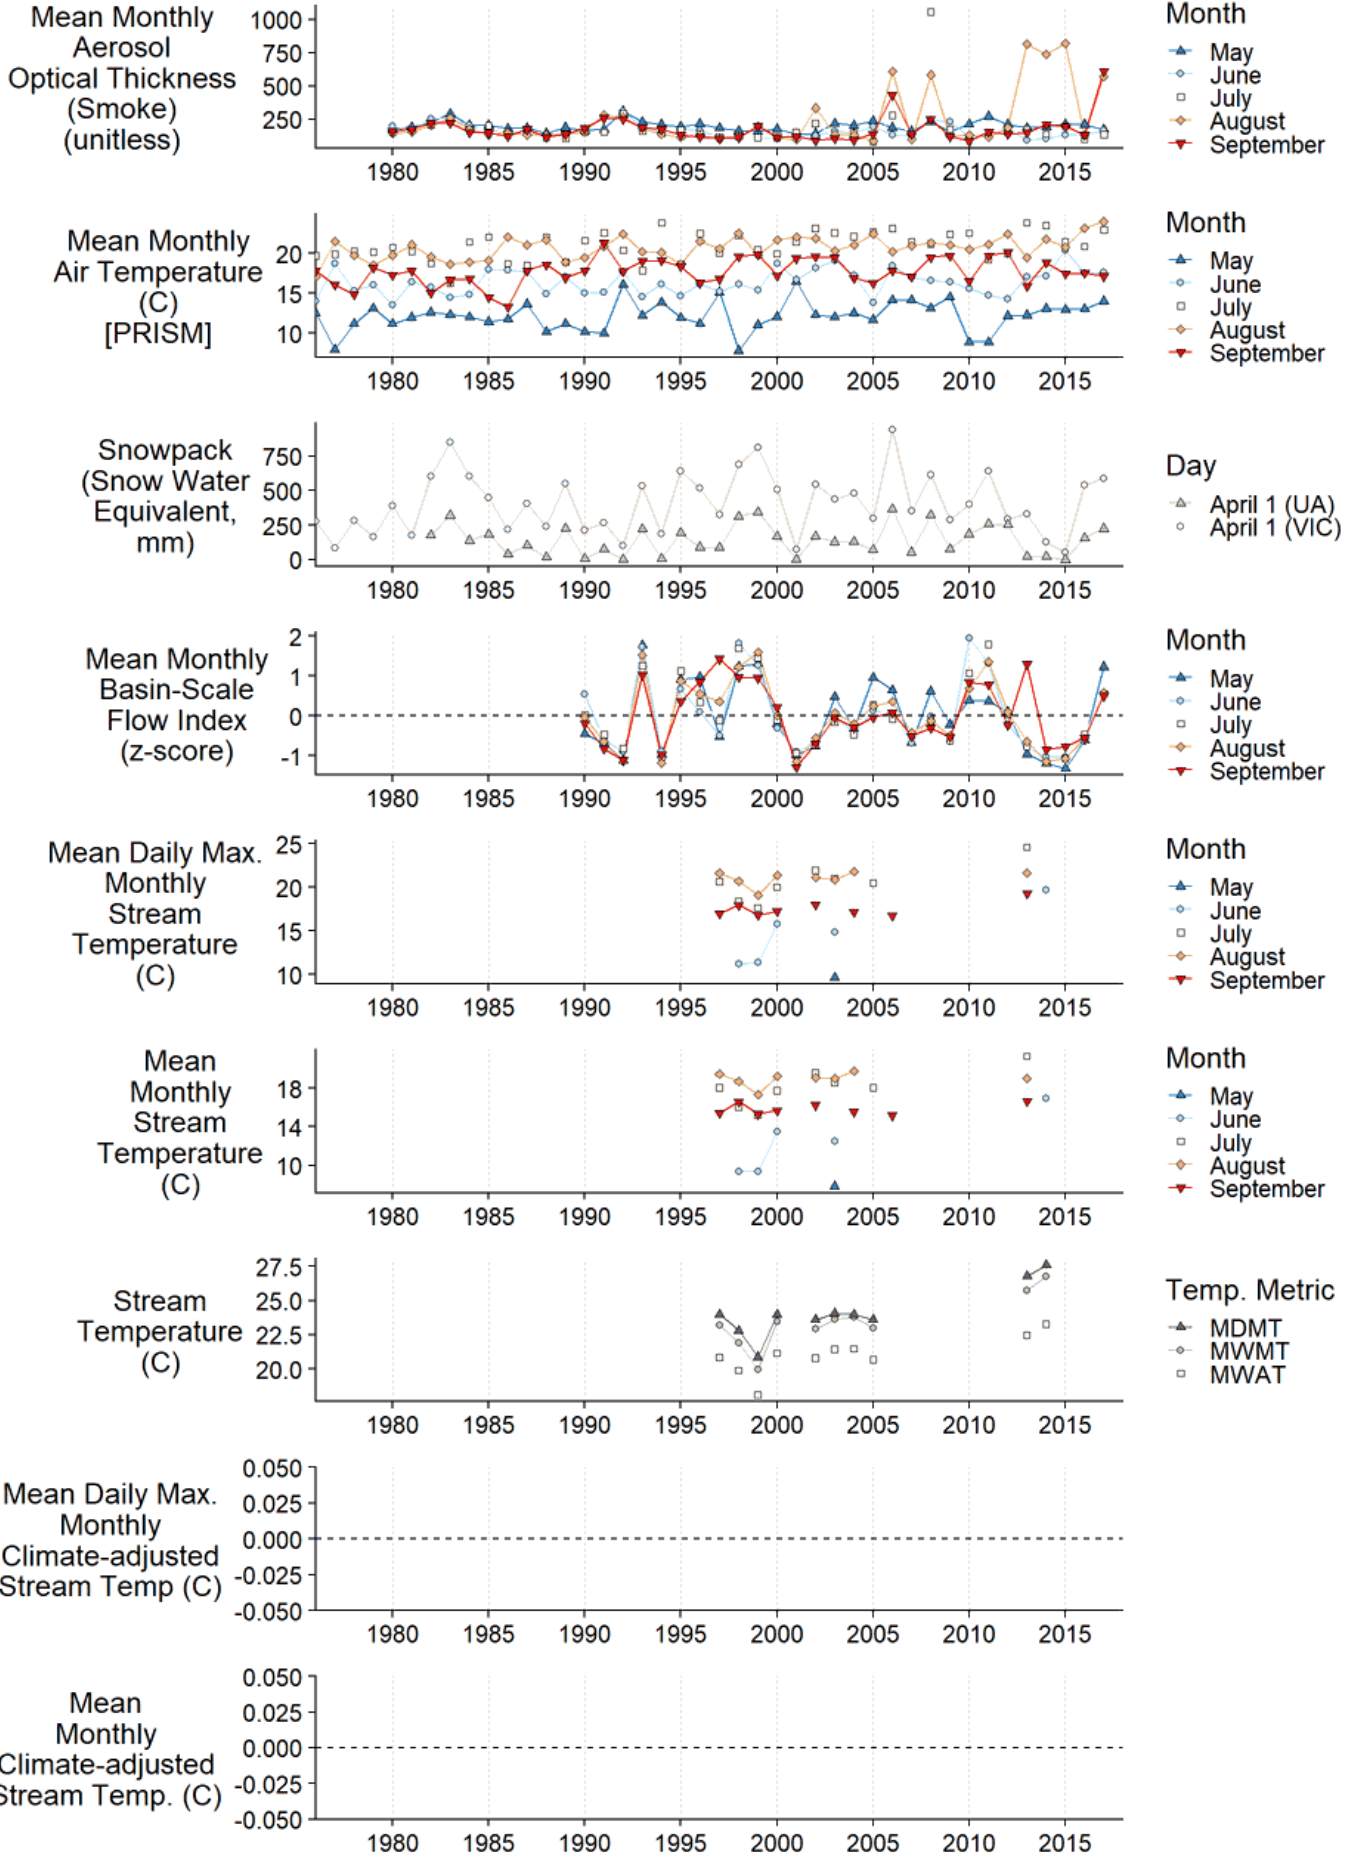 Mean Monthly
Aerosol
Optical Thickness
(Smoke)
(unitless)
1000
750
500
250
1980 1985 1990 1995 2000 2005 2010 2015
Month
May
June
July
August
September
Mean Monthly
Air Temperature
(C)
[PRISM]
20
15
10
1980 1985 1990 1995 2000 2005 2010 2015
Month
May
June
July
August
September
Snowpack
(Snow Water
Equivalent,
mm)
750
500
250
0
1980 1985 1990 1995 2000 2005 2010 2015
Day
April 1 (UA)
April 1 (VIC)
Mean Monthly
Basin-Scale
Flow Index
(z-score)
2
1
0
-1
1980 1985 1990 1995 2000 2005 2010 2015
Month
May
June
July
August
September
Mean Daily Max.
Monthly
Stream
Temperature
(C)
25
20
15
10
1980 1985 1990 1995 2000 2005 2010 2015
Month
May
June
July
August
September
Mean
Monthly
Stream
Temperature
(C)
18
14
10
1980 1985 1990 1995 2000 2005 2010 2015
Month
May
June
July
August
September
Stream
Temperature
(C)
27.5
25.0
22.5
20.0
1980 1985 1990 1995 2000 2005 2010 2015
Temp. Metric
MDMT
MWMT
MWAT
Mean Daily Max.
Monthly
Climate-adjusted
Stream Temp (C)
0.050
0.025
0.000
-0.025
-0.050
1980 1985 1990 1995 2000 2005 2010 2015
Mean
Monthly
Climate-adjusted
Stream Temp. (C)
0.050
0.025
0.000
-0.025
-0.050
1980 1985 1990 1995 2000 2005 2010 2015